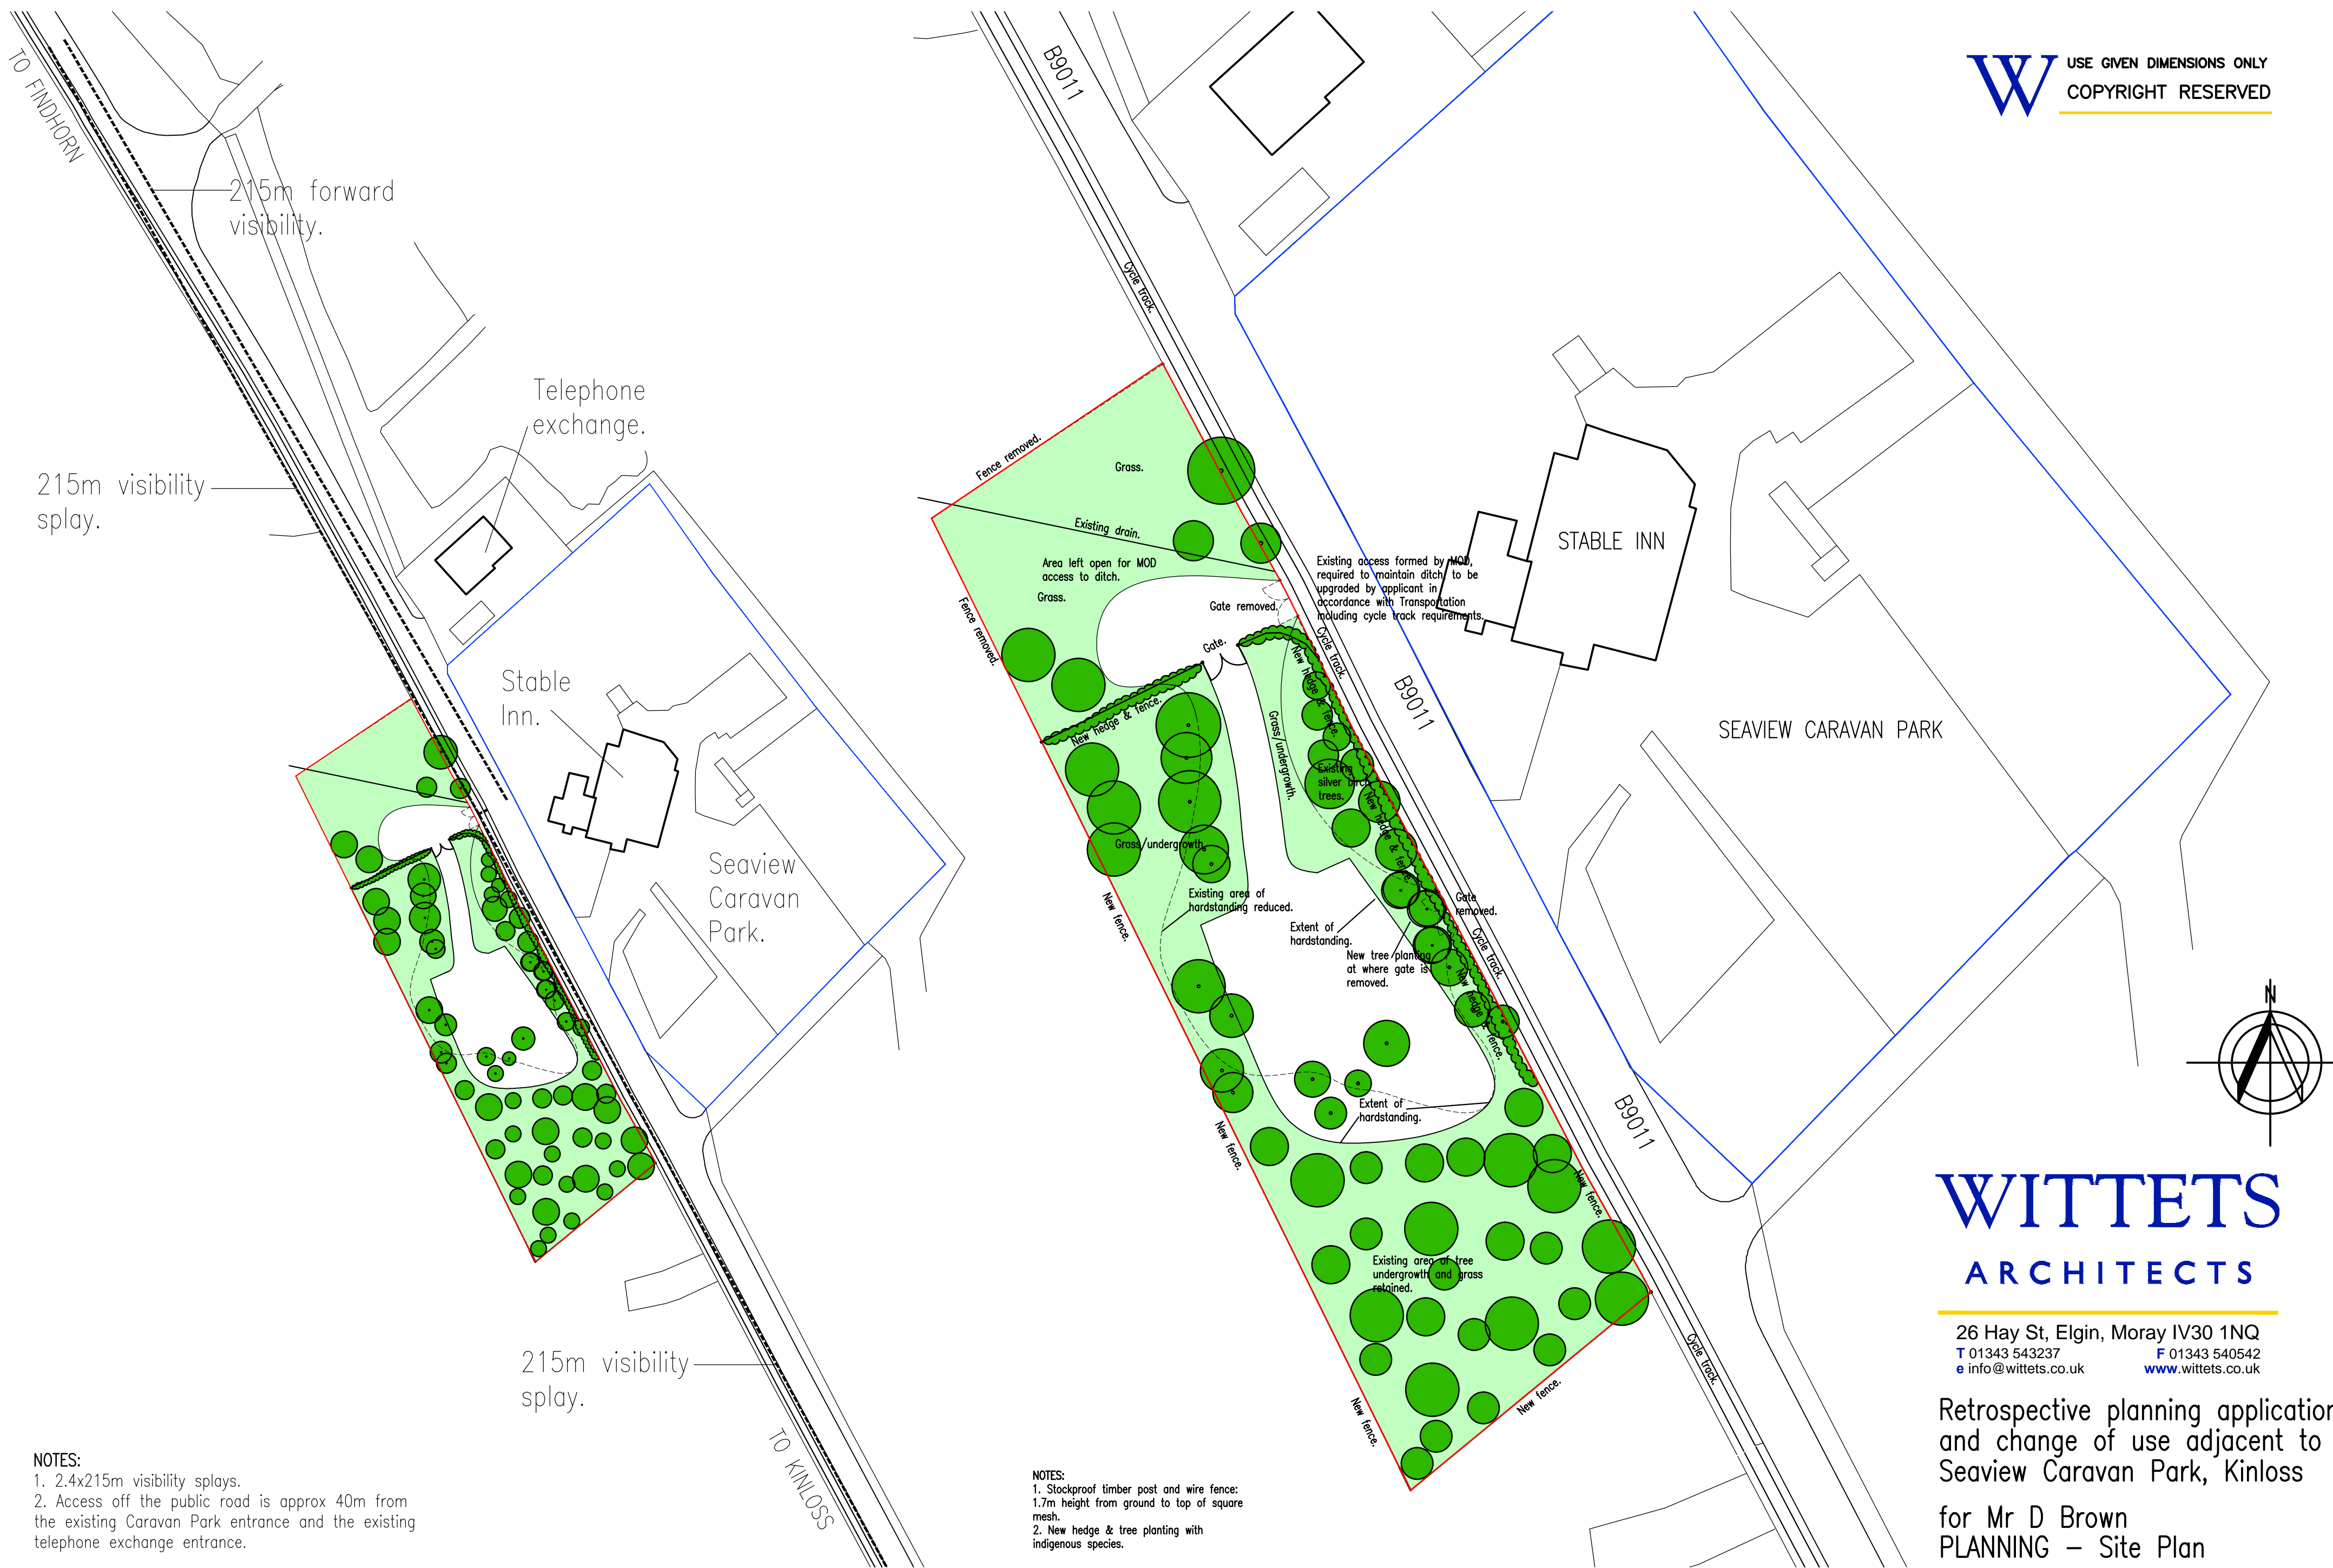 TO FINDHORN
215m forward
visibility.
Telephone
exchange.
215m visibility
splay.
Stable
Inn.
Seaview
Caravan
Park.
215m visibility
splay.
TO KINLOSS
NOTES:
1. 2.4x215m visibility splays.
2. Access off the public road is approx 40m from
the existing Caravan Park entrance and the existing
telephone exchange entrance.
B9011
Cycle track.
Fence removed.
Grass.
Existing drain.
Area left open for MOD
access to ditch.
Grass.
Fence removed.
Gate removed.
Gate.
Existing access formed by MOD,
required to maintain ditch, to be
upgraded by applicant in
accordance with Transportation
including cycle track requirements.
Cycle track.
New hedge & fence.
New hedge & fence.
Grass/undergrowth.
Existing
silver birch
trees.
New hedge & fence.
B9011
Grass/undergrowth.
Existing area of
hardstanding reduced.
New fence.
Extent of
hardstanding.
Gate
removed.
New tree planting
at where gate is
removed.
Cycle track.
New hedge & fence.
Extent of
hardstanding.
New fence.
New fence.
B9011
Existing area of tree
undergrowth and grass
retained.
New fence.
New fence.
Cycle track.
STABLE INN
SEAVIEW CARAVAN PARK
NOTES:
1. Stockproof timber post and wire fence:
1.7m height from ground to top of square
mesh.
2. New hedge & tree planting with
indigenous species.
W
USE GIVEN DIMENSIONS ONLY
COPYRIGHT RESERVED
N
WITTETS
ARCHITECTS
26 Hay St, Elgin, Moray IV30 1NQ
T 01343 543237 F 01343 540542
e info@wittets.co.uk www.wittets.co.uk
Retrospective planning application
and change of use adjacent to
Seaview Caravan Park, Kinloss
for Mr D Brown
PLANNING – Site Plan